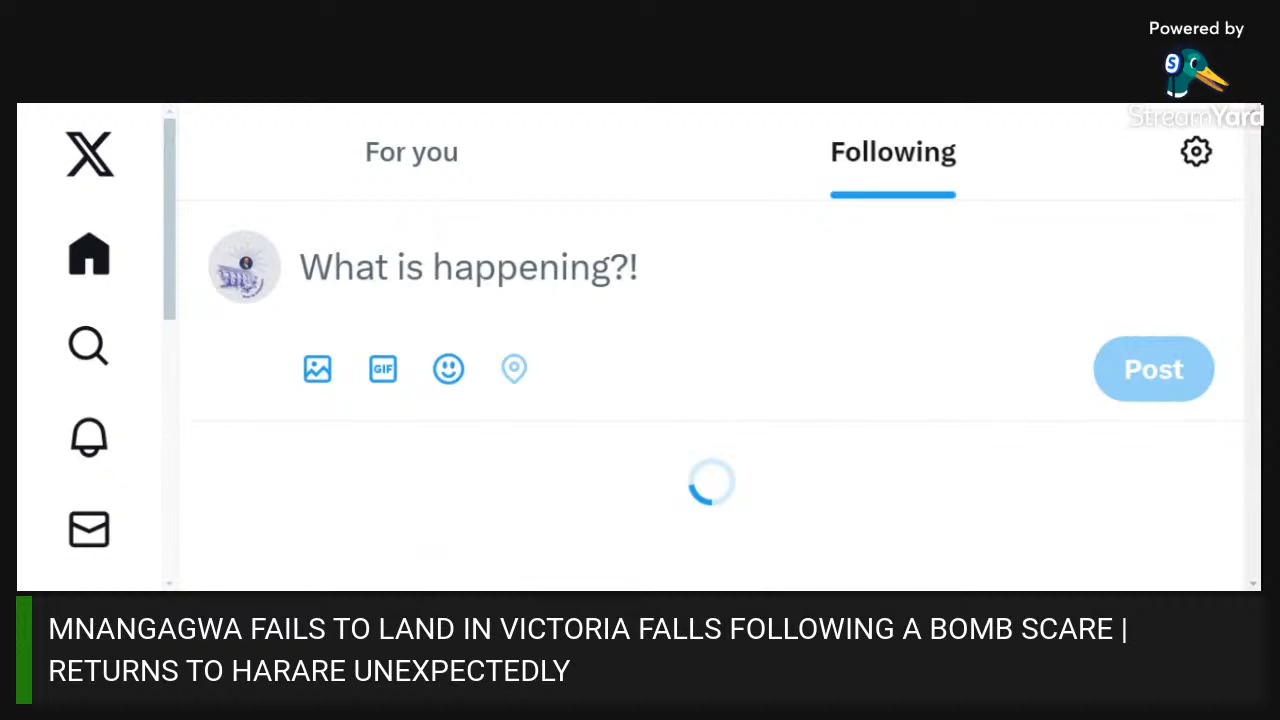 Powered by
S
StreamYard
X
For you
Following
What is happening?!
GIF
Post
MNANGAGWA FAILS TO LAND IN VICTORIA FALLS FOLLOWING A BOMB SCARE |
RETURNS TO HARARE UNEXPECTEDLY